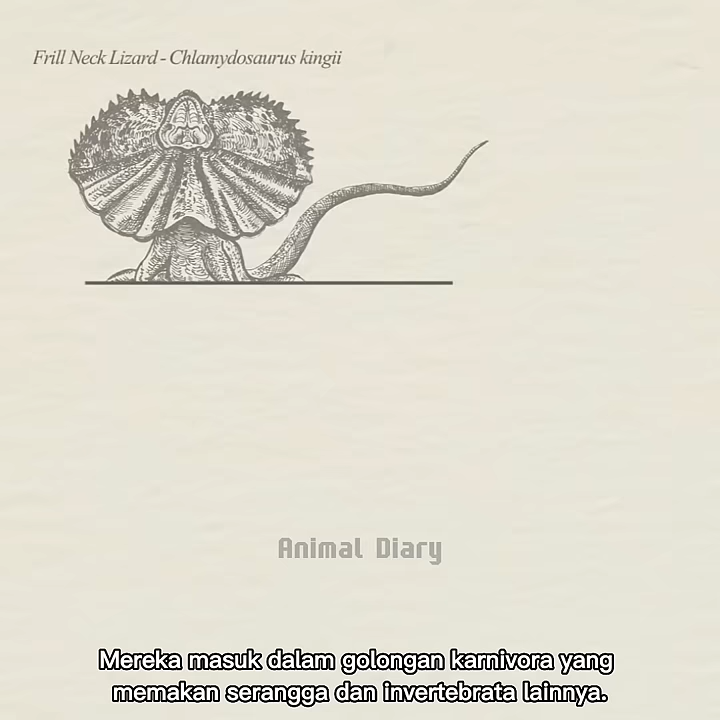 Frill Neck Lizard - Chlamydosaurus kingii
Animal Diary
Mereka masuk dalam golongan karnivora yang
memakan serangga dan invertebrata lainnya.